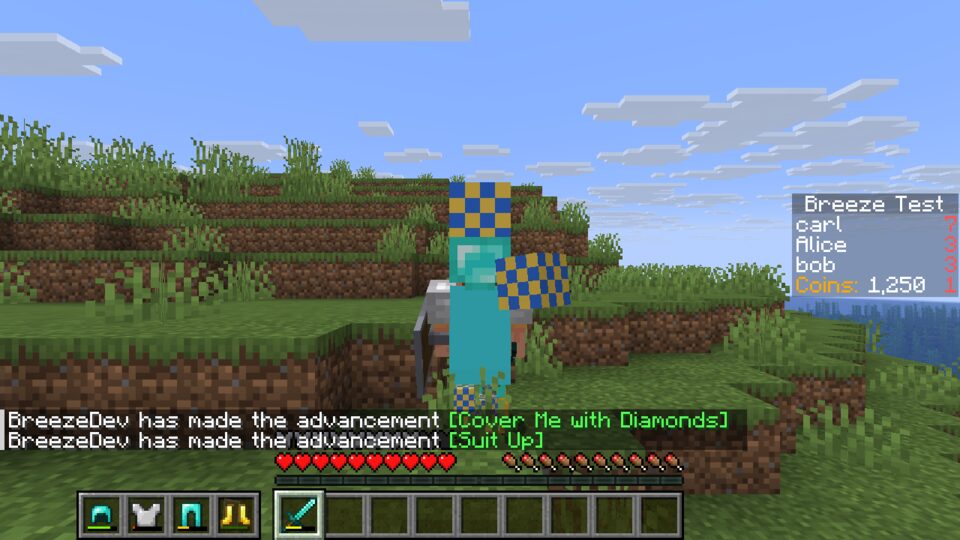 Breeze Test
carl 7
Alice 3
bob 3
Coins: 1,250 1
BreezeDev has made the advancement [Cover Me with Diamonds]
BreezeDev has made the advancement [Suit Up]